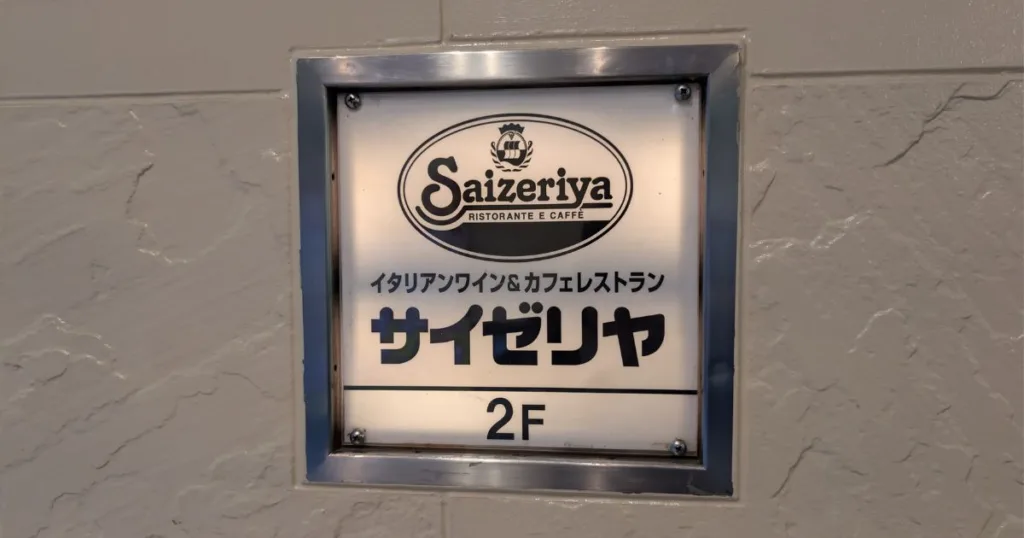 Saizeriya
RISTORANTE E CAFFÈ
イタリアンワイン&カフェレストラン
サイゼリヤ
2F